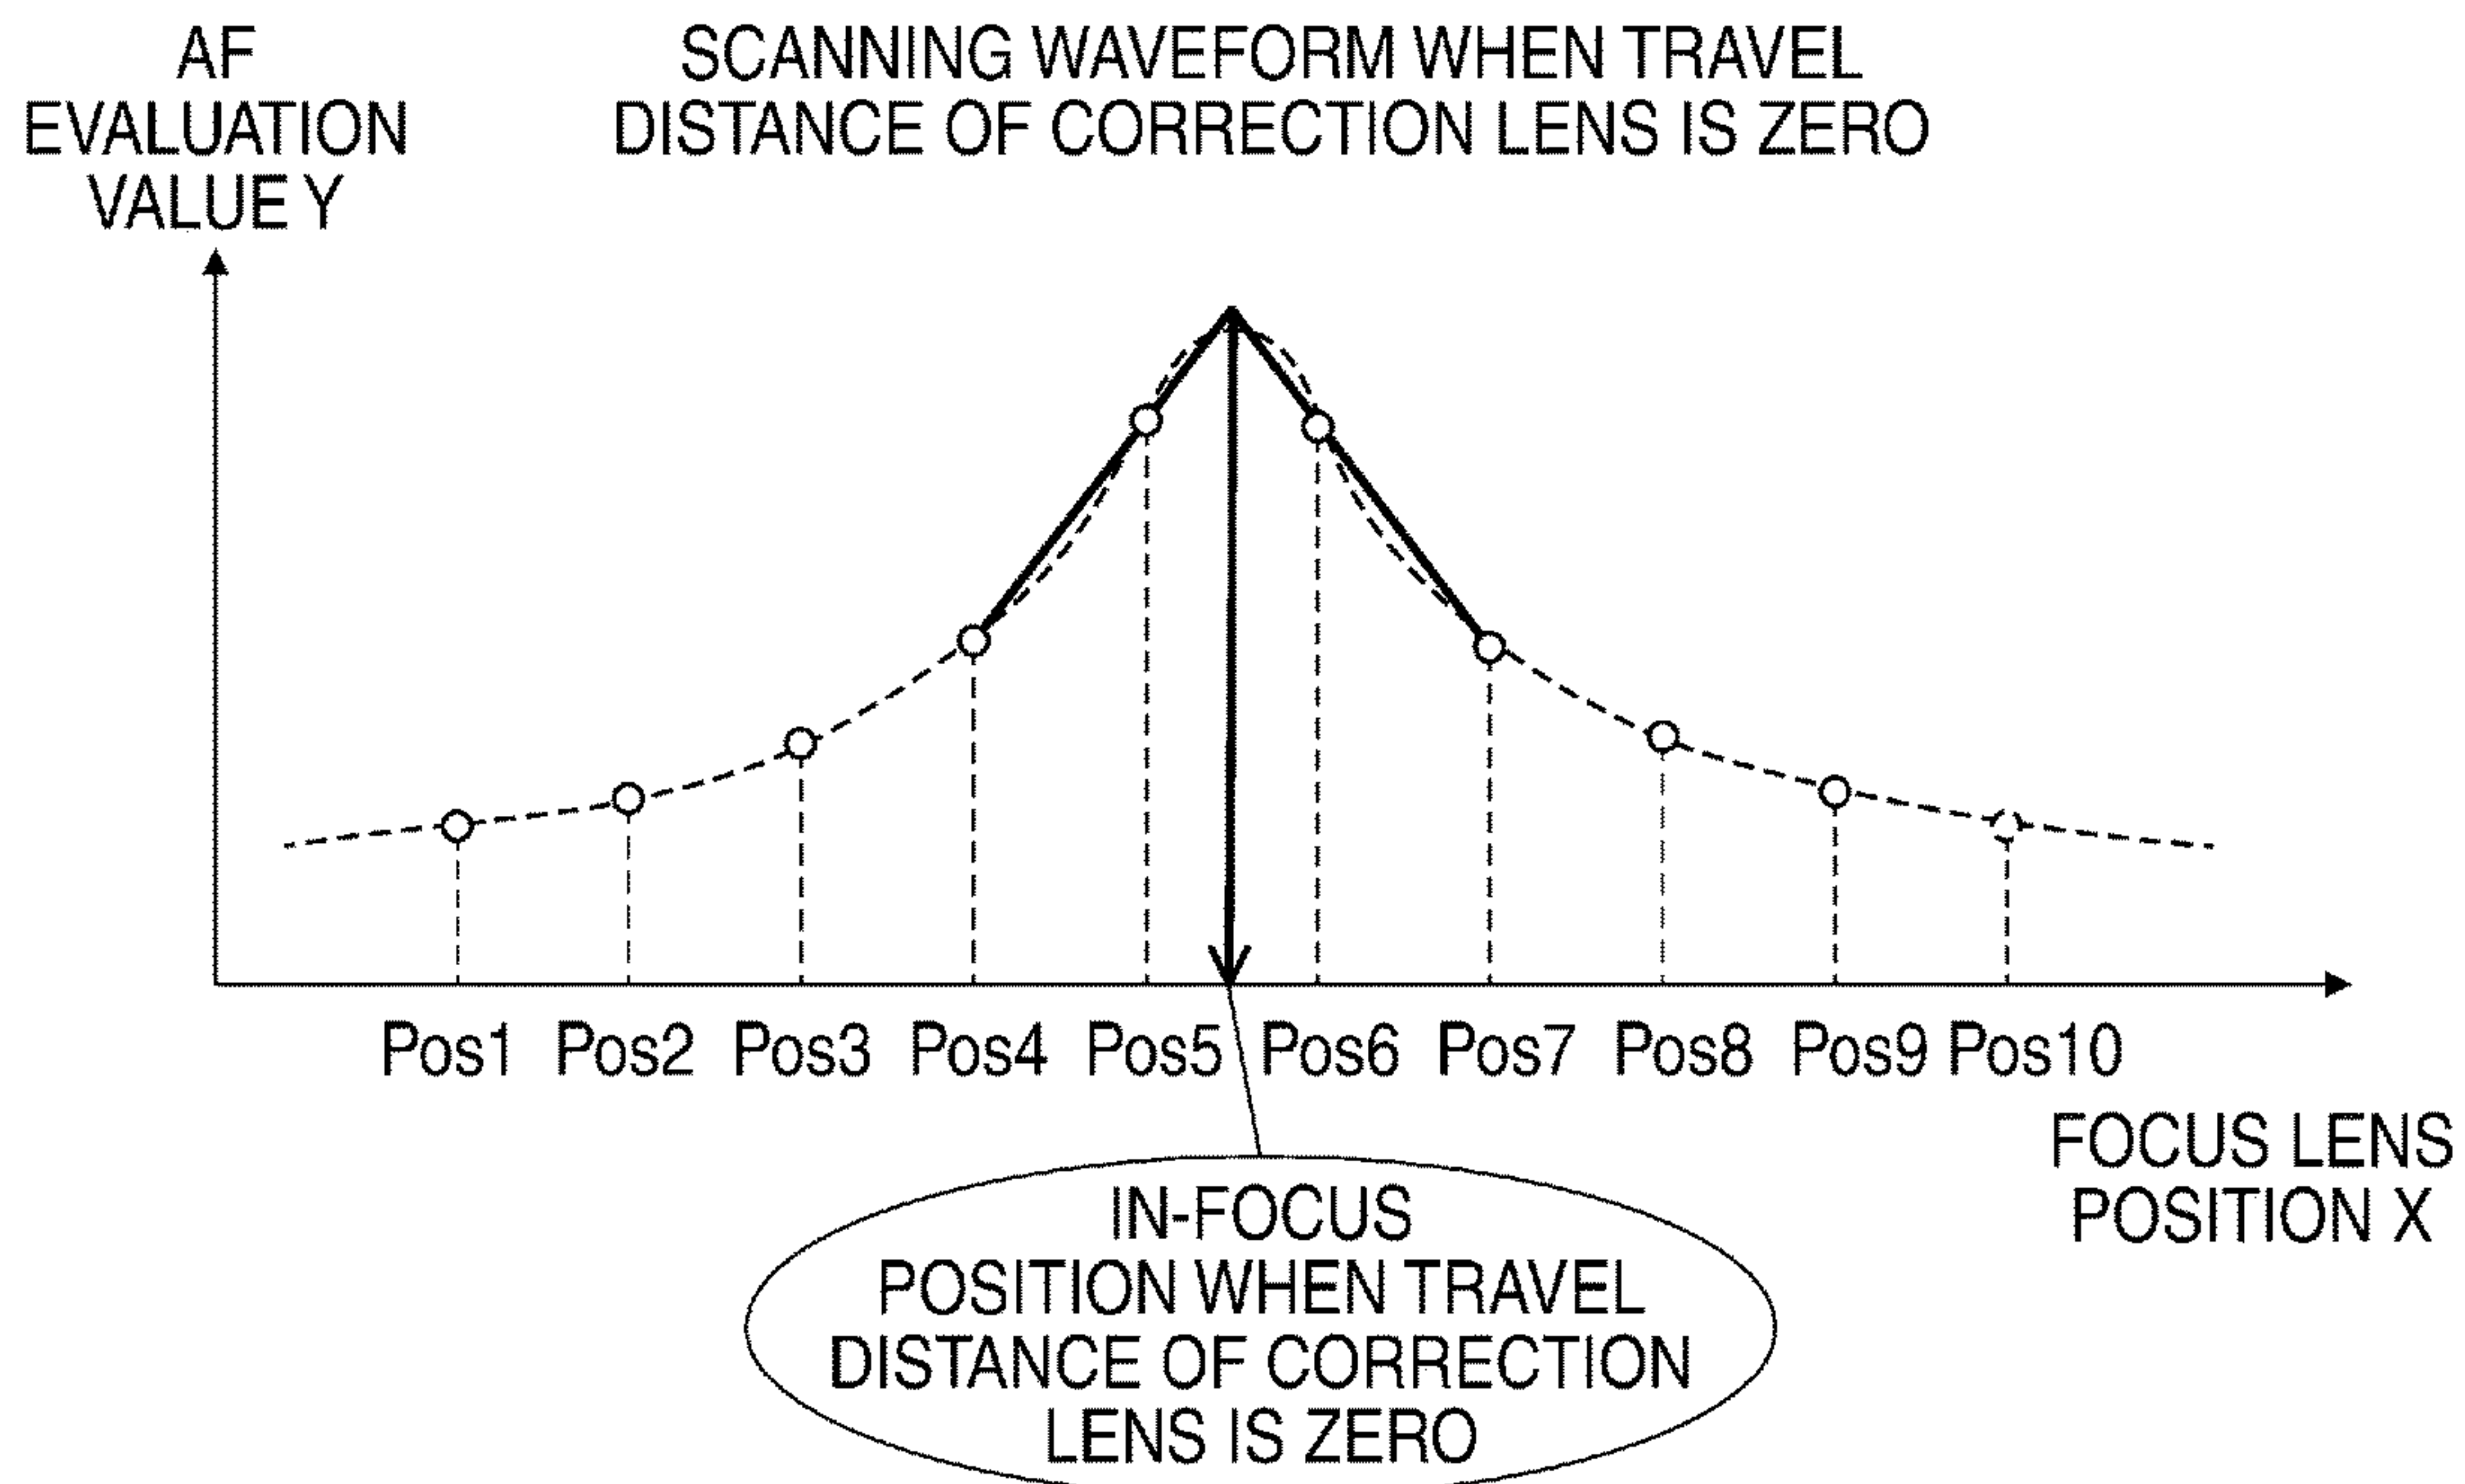 AF
EVALUATION
VALUE Y
SCANNING WAVEFORM WHEN TRAVEL
DISTANCE OF CORRECTION LENS IS ZERO
Pos1 Pos2 Pos3 Pos4 Pos5 Pos6 Pos7 Pos8 Pos9 Pos10
FOCUS LENS
POSITION X
IN-FOCUS
POSITION WHEN TRAVEL
DISTANCE OF CORRECTION
LENS IS ZERO